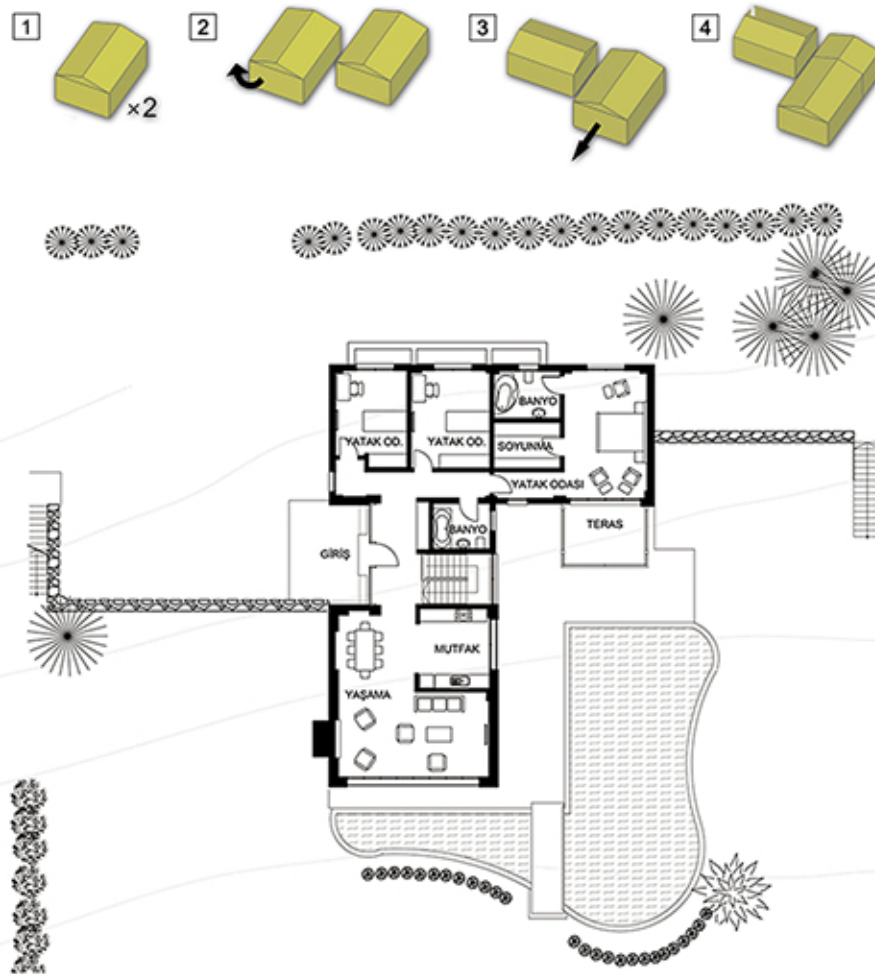 1
2
3
4
×2
BANYO
YATAK OD.
YATAK OD.
SOYUNMA
YATAK ODASI
BANYO
TERAS
GİRİŞ
MUTFAK
YAŞAMA